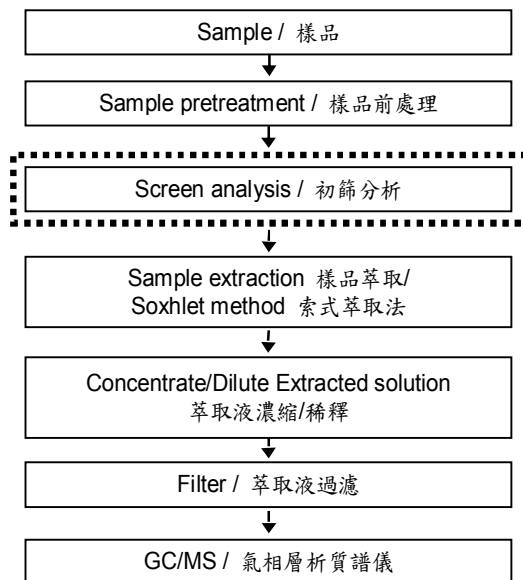 Sample / 樣品
Sample pretreatment / 樣品前處理
Screen analysis / 初篩分析
Sample extraction 樣品萃取/
Soxhlet method 索式萃取法
Concentrate/Dilute Extracted solution
萃取液濃縮/稀釋
Filter / 萃取液過濾
GC/MS / 氣相層析質譜儀